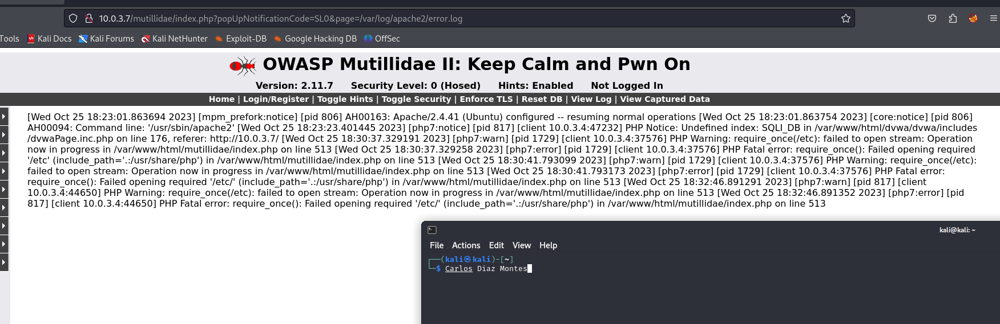 10.0.3.7/mutillidae/index.php?popUpNotificationCode=SL0&page=/var/log/apache2/error.log
Tools Kali Docs Kali Forums Kali NetHunter Exploit-DB Google Hacking DB OffSec
OWASP Mutillidae II: Keep Calm and Pwn On
Version: 2.11.7 Security Level: 0 (Hosed) Hints: Enabled Not Logged In
Home | Login/Register | Toggle Hints | Toggle Security | Enforce TLS | Reset DB | View Log | View Captured Data
[Wed Oct 25 18:23:01.863694 2023] [mpm_prefork:notice] [pid 806] AH00163: Apache/2.4.41 (Ubuntu) configured -- resuming normal operations [Wed Oct 25 18:23:01.863754 2023] [core:notice] [pid 806]
AH00094: Command line: '/usr/sbin/apache2' [Wed Oct 25 18:23:23.401445 2023] [php7:notice] [pid 817] [client 10.0.3.4:47232] PHP Notice: Undefined index: SQLI_DB in /var/www/html/dvwa/dvwa/includes
/dvwaPage.inc.php on line 176, referer: http://10.0.3.7/ [Wed Oct 25 18:30:37.329191 2023] [php7:warn] [pid 1729] [client 10.0.3.4:37576] PHP Warning: require_once(/etc): failed to open stream: Operation
now in progress in /var/www/html/mutillidae/index.php on line 513 [Wed Oct 25 18:30:37.329258 2023] [php7:error] [pid 1729] [client 10.0.3.4:37576] PHP Fatal error: require_once(): Failed opening required
'/etc' (include_path='.:/usr/share/php') in /var/www/html/mutillidae/index.php on line 513 [Wed Oct 25 18:30:41.793099 2023] [php7:warn] [pid 1729] [client 10.0.3.4:37576] PHP Warning: require_once(/etc):
failed to open stream: Operation now in progress in /var/www/html/mutillidae/index.php on line 513 [Wed Oct 25 18:30:41.793173 2023] [php7:error] [pid 1729] [client 10.0.3.4:37576] PHP Fatal error:
require_once(): Failed opening required '/etc/' (include_path='.:/usr/share/php') in /var/www/html/mutillidae/index.php on line 513 [Wed Oct 25 18:32:46.891291 2023] [php7:warn] [pid 817] [client
10.0.3.4:44650] PHP Warning: require_once(/etc): failed to open stream: Operation now in progress in /var/www/html/mutillidae/index.php on line 513 [Wed Oct 25 18:32:46.891352 2023] [php7:error] [pid
817] [client 10.0.3.4:44650] PHP Fatal error: require_once(): Failed opening required '/etc/' (include_path='.:/usr/share/php') in /var/www/html/mutillidae/index.php on line 513
kali@kali: ~
File Actions Edit View Help
┌──(kali㉿kali)-[~]
└─$ Carlos Diaz Montes